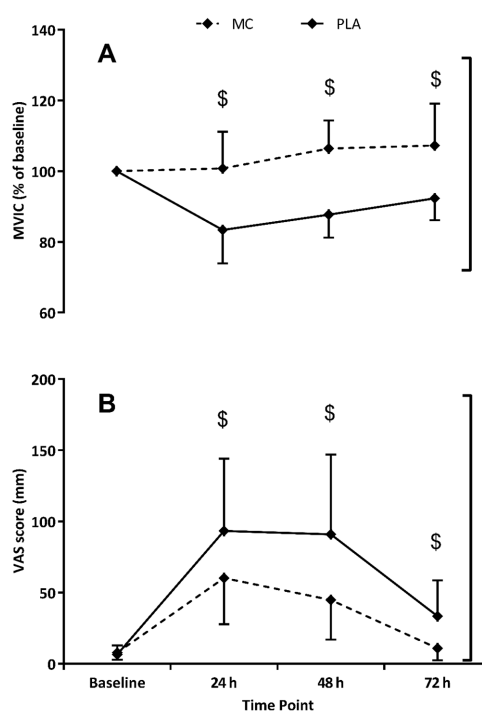 MC PLA
A
140
120
100
80
60
MVIC (% of baseline)
$ $ $
B
200
150
100
50
0
VAS score (mm)
$ $ $
Baseline 24 h 48 h 72 h
Time Point